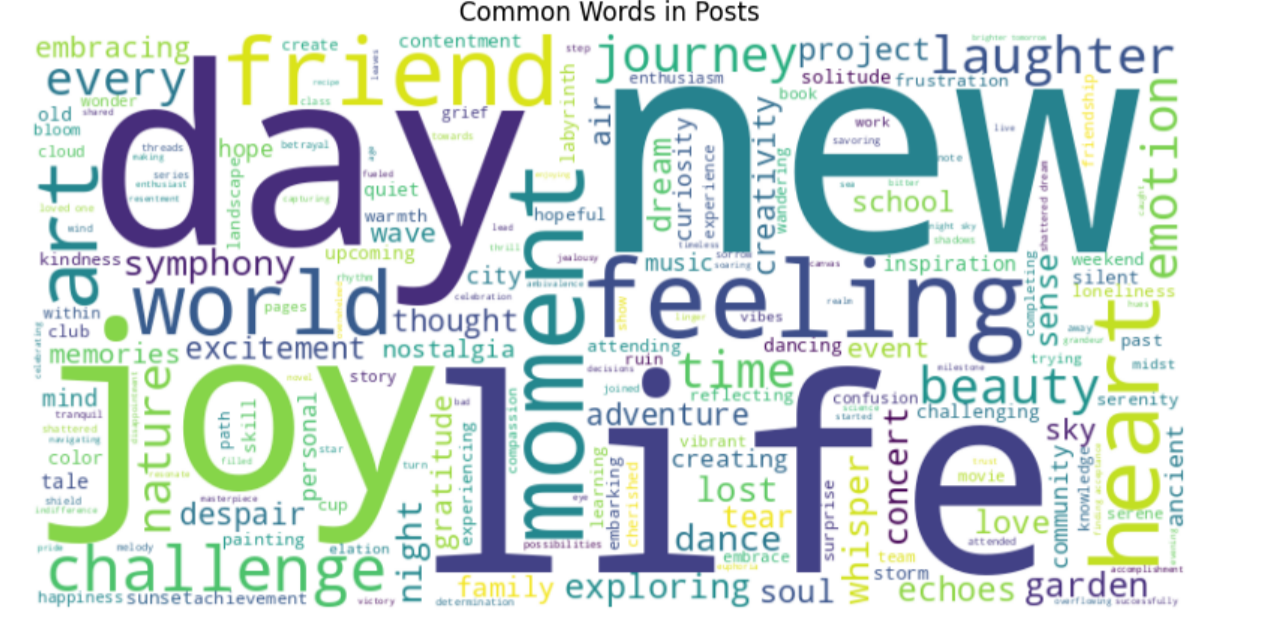 Common Words in Posts
embracing
friend
create
contentment
step
journey
project
laughter
brighter tomorrow
every
day
new
recipe
leaves
class
enthusiasm
solitude
frustration
wonder
shared
old
bloom
cloud
grief
towards
labyrinth
air
book
work
savoring
live
note
friendship
emotion
threads
making
series
enthusiast
resentment
hope
betrayal
age
fueled
landscape
capturing
quiet
warmth
wave
lead
thrill
enjoying
hopeful
dream
curiosity
experience
creativity
wandering
timeless
sea
bitter
school
night sky
shadows
shattered dream
caught
art
loved one
wind
kindness
symphony
upcoming
city
moment
jealousy
ambivalence
music
sorrow
soaring
canvas
inspiration
completing
sense
weekend
silent
loneliness
hues
world
rhythm
pages
thought
celebration
feeling
show
linger
vibes
realm
within
club
celebrating
memories
excitement
nostalgia
attending
ruin
decisions
joined
time
reflecting
dancing
event
away
grandeur
past
trying
midst
milestone
joy
natures
disappointment
novel
story
life
bad
compassion
adventure
confusion
science
started
beauty
challenging
serenity
heart
mind
tranquil
shattered
navigating
color
tale
shield
indifference
path
skill
filled
personal
star
turn
gratitude
experiencing
vibrant
creating
lost
tear
dance
embrace
euphoria
learning
embarking
cherished
surprise
whisper
concert
movie
trust
love
attended
sky
community
knowledge
finding acceptance
serene
ancient
evening
resonate
masterpiece
despair
cup
painting
elation
night
eye
possibilities
pride
melody
challenge
happiness
sunset
achievement
victory
family
determination
exploring
soul
team
storm
echoes
garden
accomplishment
overflowing
successfully